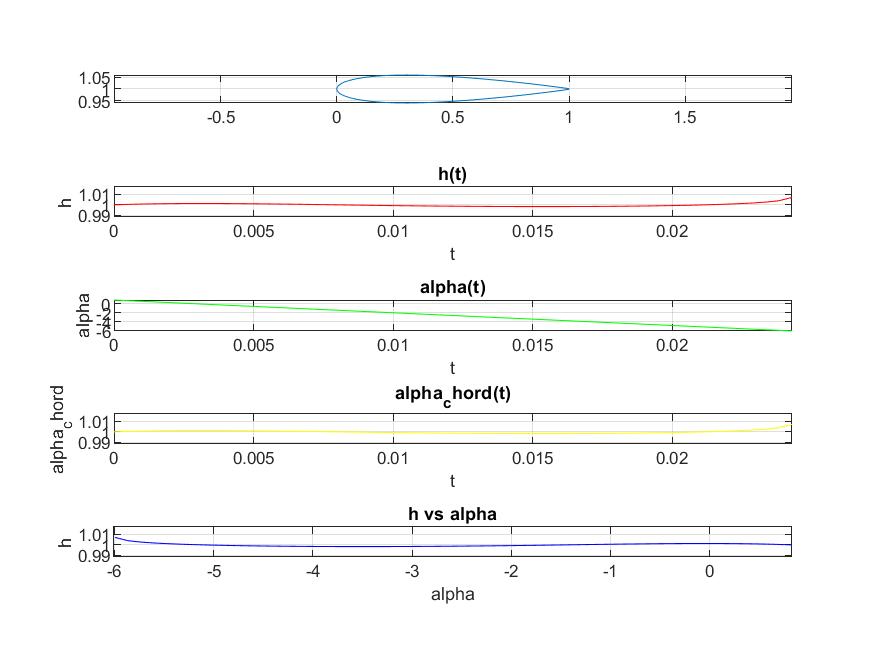 1.05
1
0.95
-0.5 0 0.5 1 1.5
h(t)
h
1.01
1
0.99
0 0.005 0.01 0.015 0.02
t
alpha(t)
alpha
0
-2
-4
-6
0 0.005 0.01 0.015 0.02
t
alpha_chord(t)
alpha_chord
1.01
1
0.99
0 0.005 0.01 0.015 0.02
t
h vs alpha
h
1.01
1
0.99
-6 -5 -4 -3 -2 -1 0
alpha